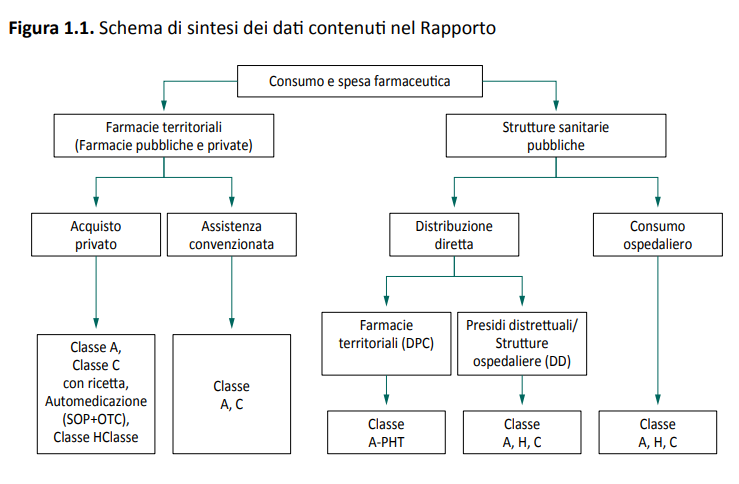 Figura 1.1. Schema di sintesi dei dati contenuti nel Rapporto
Consumo e spesa farmaceutica
Farmacie territoriali
(Farmacie pubbliche e private)
Strutture sanitarie
pubbliche
Acquisto
privato
Assistenza
convenzionata
Distribuzione
diretta
Consumo
ospedaliero
Farmacie
territoriali (DPC)
Presidi distrettuali/
Strutture
ospedaliere (DD)
Classe A,
Classe C
con ricetta,
Automedicazione
(SOP+OTC),
Classe HClasse
Classe
A, C
Classe
A-PHT
Classe
A, H, C
Classe
A, H, C